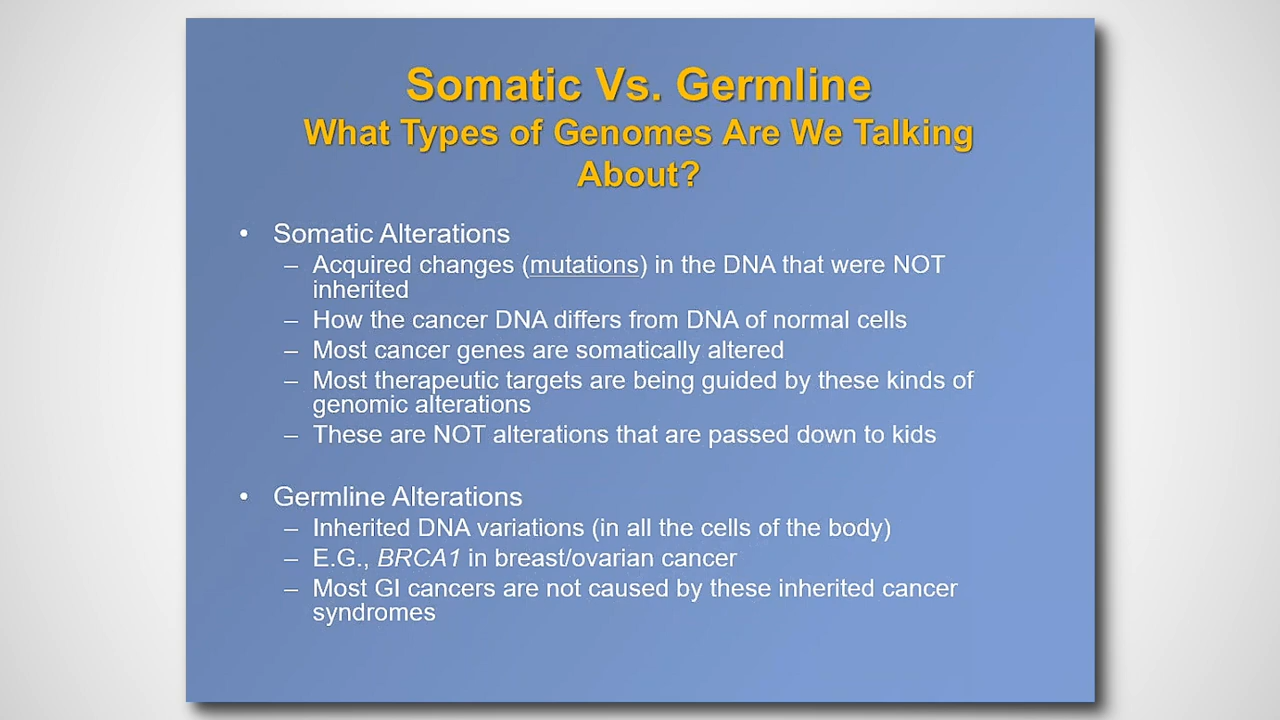 Somatic Vs. Germline
What Types of Genomes Are We Talking
About?
• Somatic Alterations
– Acquired changes (mutations) in the DNA that were NOT
inherited
– How the cancer DNA differs from DNA of normal cells
– Most cancer genes are somatically altered
– Most therapeutic targets are being guided by these kinds of
genomic alterations
– These are NOT alterations that are passed down to kids
• Germline Alterations
– Inherited DNA variations (in all the cells of the body)
– E.G., BRCA1 in breast/ovarian cancer
– Most GI cancers are not caused by these inherited cancer
syndromes